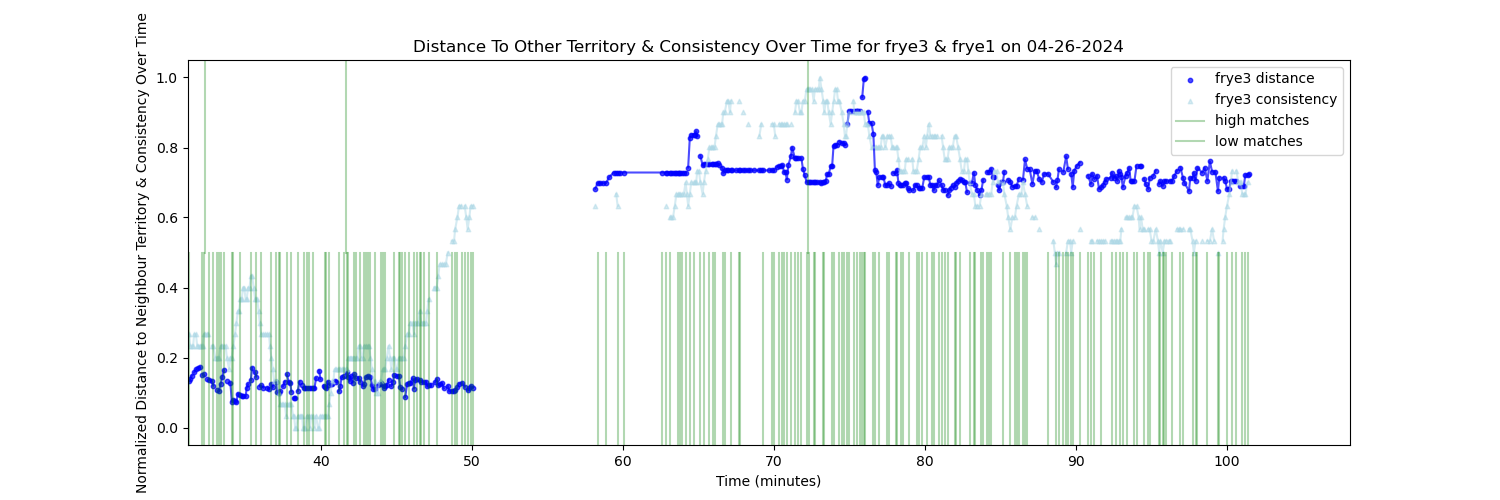 Distance To Other Territory & Consistency Over Time for frye3 & frye1 on 04-26-2024
Normalized Distance to Neighbour Territory & Consistency Over Time
1.0
0.8
0.6
0.4
0.2
0.0
frye3 distance
frye3 consistency
high matches
low matches
40
50
60
70
80
90
100
Time (minutes)